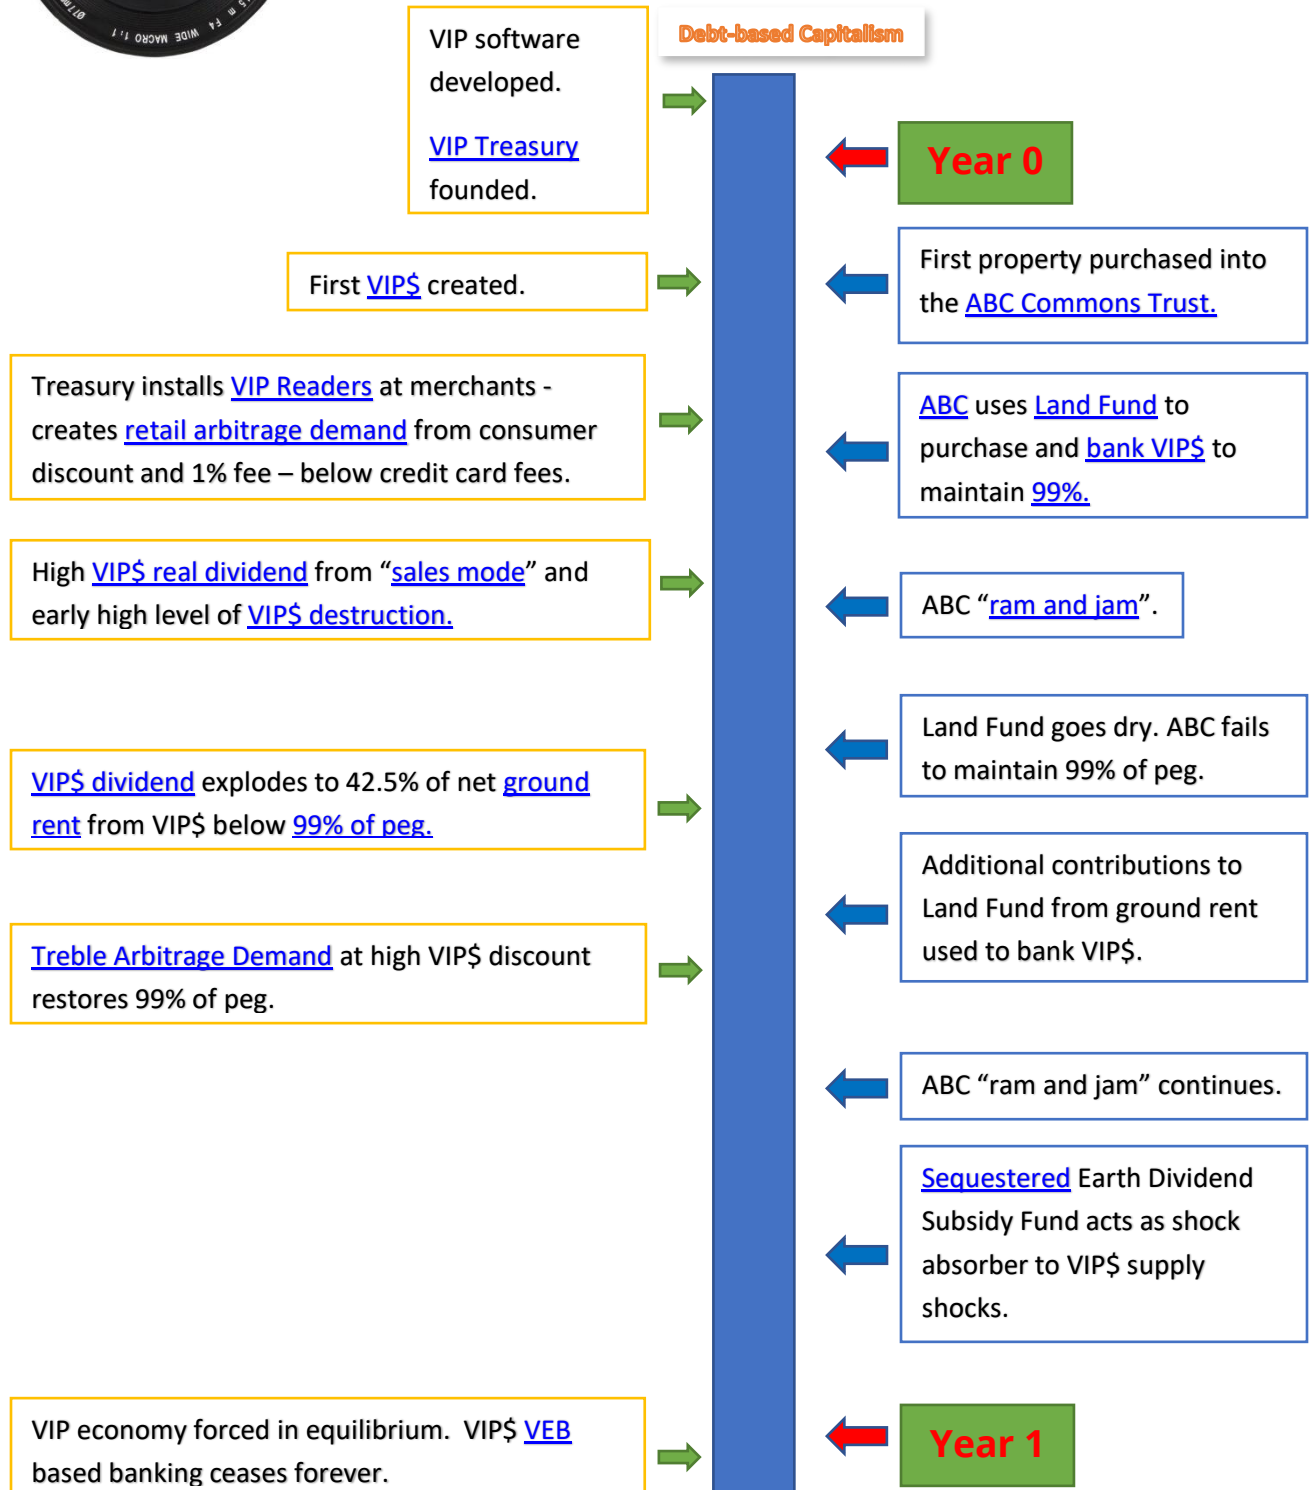 WIDE MACRO 1:1
Debt-based Capitalism
VIP software
developed.
VIP Treasury
founded.
Year 0
First VIP$ created.
First property purchased into
the ABC Commons Trust.
Treasury installs VIP Readers at merchants -
creates retail arbitrage demand from consumer
discount and 1% fee – below credit card fees.
ABC uses Land Fund to
purchase and bank VIP$ to
maintain 99%.
High VIP$ real dividend from “sales mode” and
early high level of VIP$ destruction.
ABC “ram and jam”.
Land Fund goes dry. ABC fails
to maintain 99% of peg.
VIP$ dividend explodes to 42.5% of net ground
rent from VIP$ below 99% of peg.
Additional contributions to
Land Fund from ground rent
used to bank VIP$.
Treble Arbitrage Demand at high VIP$ discount
restores 99% of peg.
ABC “ram and jam” continues.
Sequestered Earth Dividend
Subsidy Fund acts as shock
absorber to VIP$ supply
shocks.
VIP economy forced in equilibrium. VIP$ VEB
based banking ceases forever.
Year 1